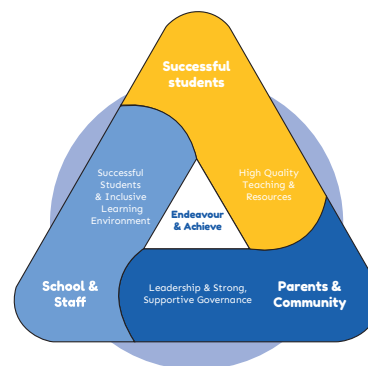 Successful
students
Successful
Students
& Inclusive
Learning
Environment
High Quality
Teaching &
Resources
Endeavour
& Achieve
School &
Staff
Leadership & Strong,
Supportive Governance
Parents &
Community